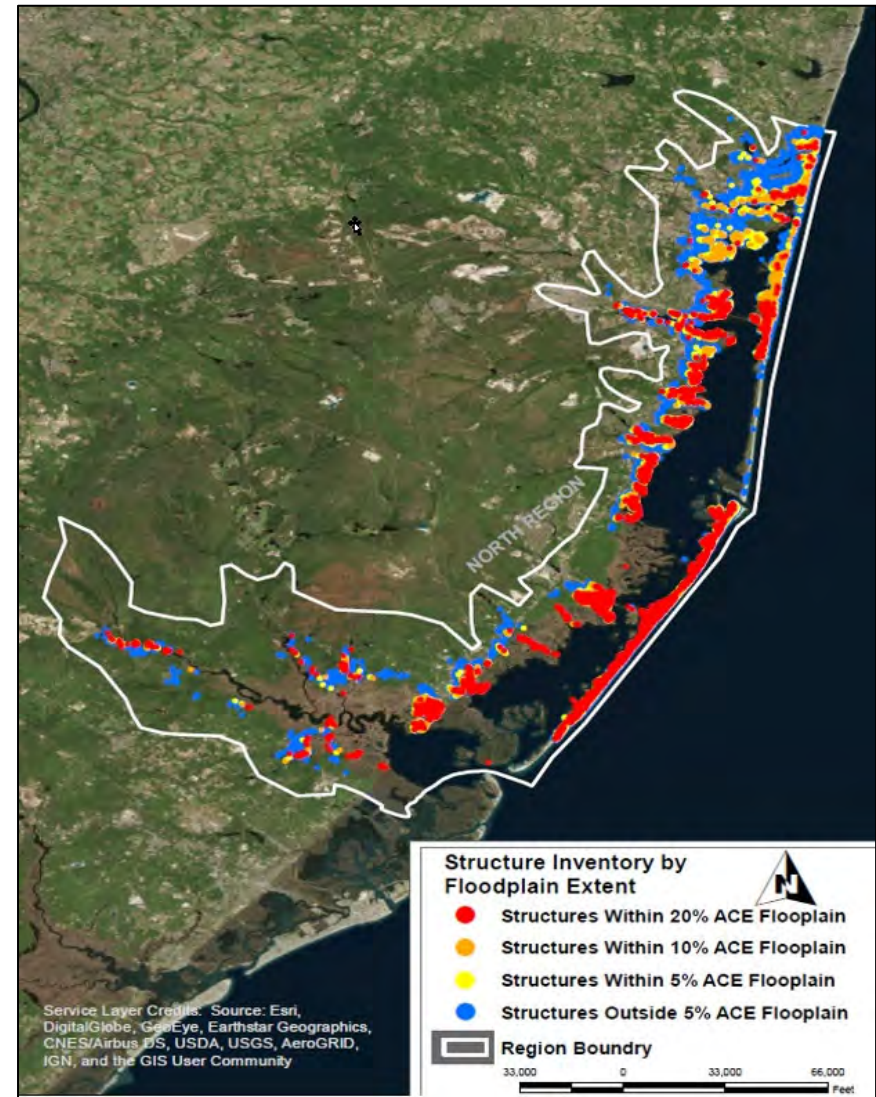 NORTH REGION
Structure Inventory by
Floodplain Extent
N
Structures Within 20% ACE Flooplain
Structures Within 10% ACE Flooplain
Structures Within 5% ACE Flooplain
Structures Outside 5% ACE Flooplain
Region Boundry
33,000 0 33,000 66,000
Feet
Service Layer Credits: Source: Esri,
DigitalGlobe, GeoEye, Earthstar Geographics,
CNES/Airbus DS, USDA, USGS, AeroGRID,
IGN, and the GIS User Community